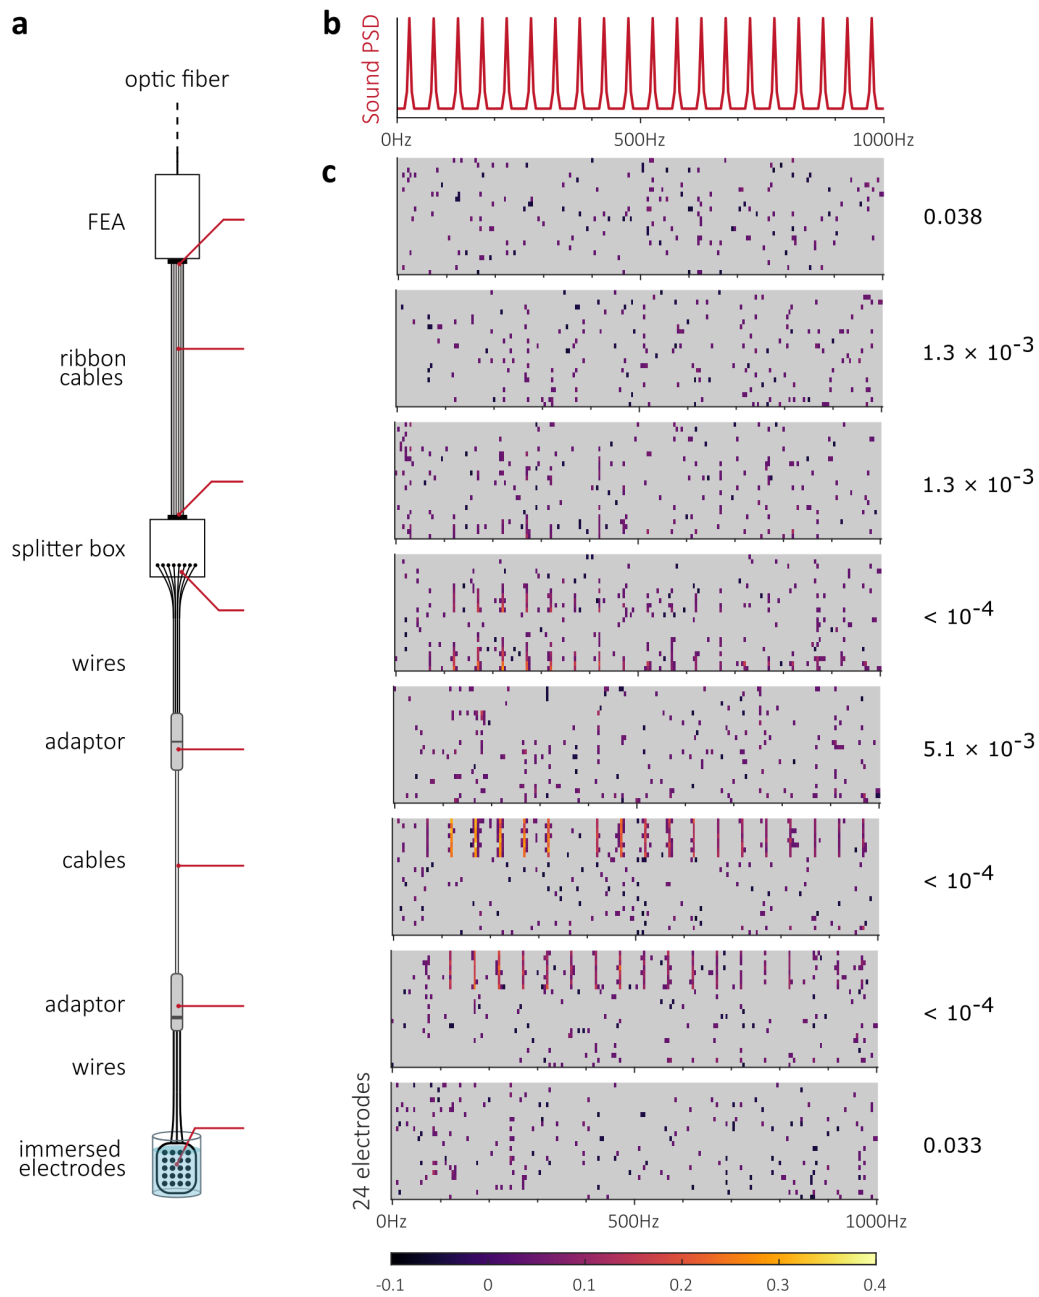 a
optic fiber
FEA
ribbon
cables
splitter box
wires
adaptor
cables
adaptor
wires
immersed
electrodes
b
Sound PSD
0Hz
500Hz
1000Hz
c
0.038
1.3 × 10-3
1.3 × 10-3
< 10-4
5.1 × 10-3
< 10-4
< 10-4
0.033
24 electrodes
0Hz
500Hz
1000Hz
-0.1
0
0.1
0.2
0.3
0.4